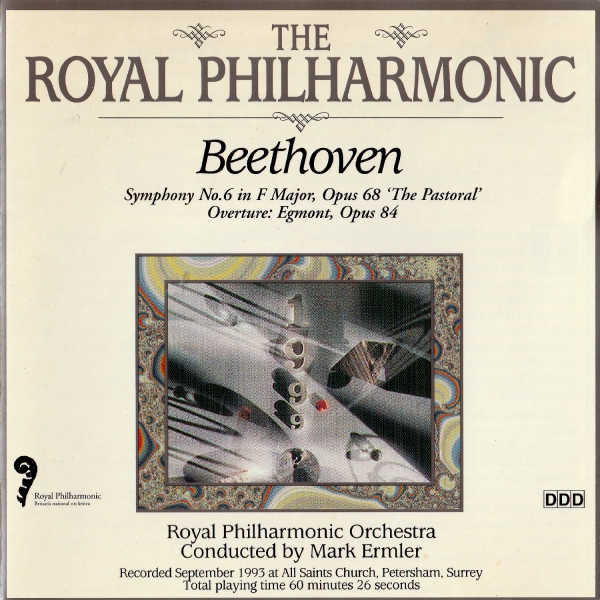 THE
ROYAL PHILHARMONIC
Beethoven
Symphony No.6 in F Major, Opus 68 ‘The Pastoral’
Overture: Egmont, Opus 84
1
9
9
9
Royal Philharmonic
DDD
Royal Philharmonic Orchestra
Conducted by Mark Ermler
Recorded September 1993 at All Saints Church, Petersham, Surrey
Total playing time 60 minutes 26 seconds